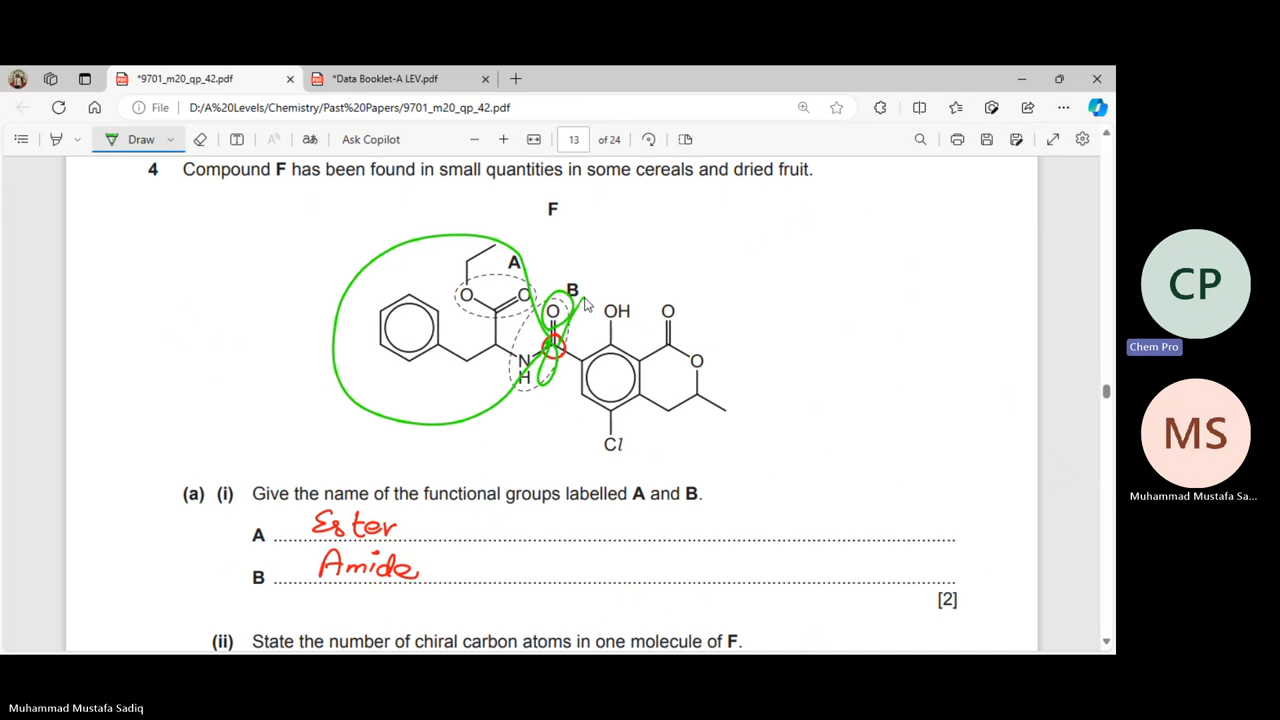 *9701_m20_qp_42.pdf
*Data Booklet-A LEV.pdf
File
D:/A%20Levels/Chemistry/Past%20Papers/9701_m20_qp_42.pdf
Draw
Ask Copilot
13 of 24
4 Compound F has been found in small quantities in some cereals and dried fruit.
F
A
B
O
O
O
OH
O
N
H
O
Cl
(a) (i) Give the name of the functional groups labelled A and B.
A Ester
B Amide
[2]
(ii) State the number of chiral carbon atoms in one molecule of F.
CP
Chem Pro
MS
Muhammad Mustafa Sa...
Muhammad Mustafa Sadiq